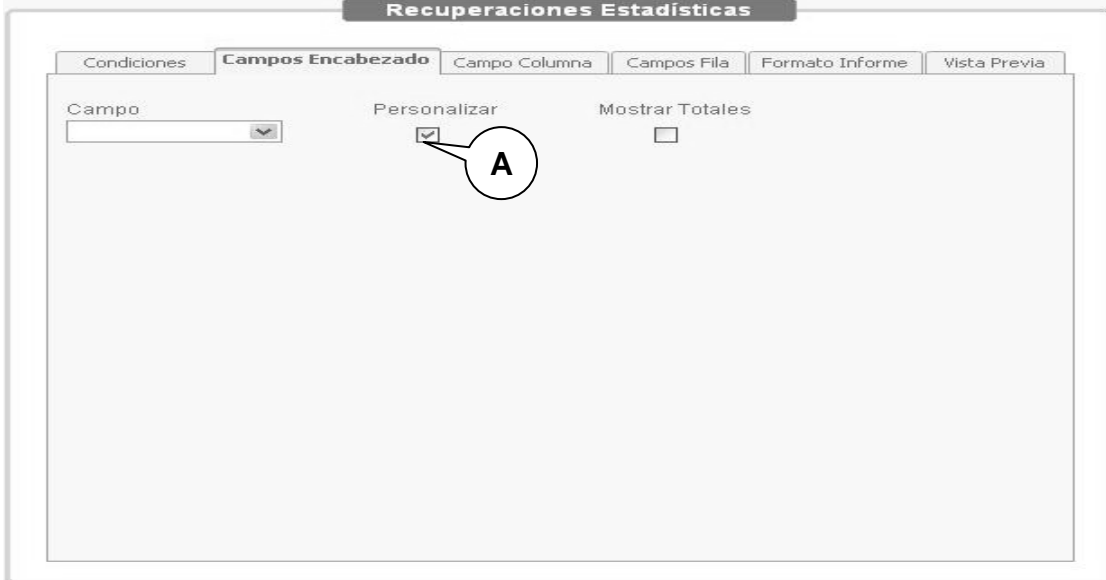 Recuperaciones Estadísticas
Condiciones Campos Encabezado Campo Columna Campos Fila Formato Informe Vista Previa
Campo Personalizar Mostrar Totales
A